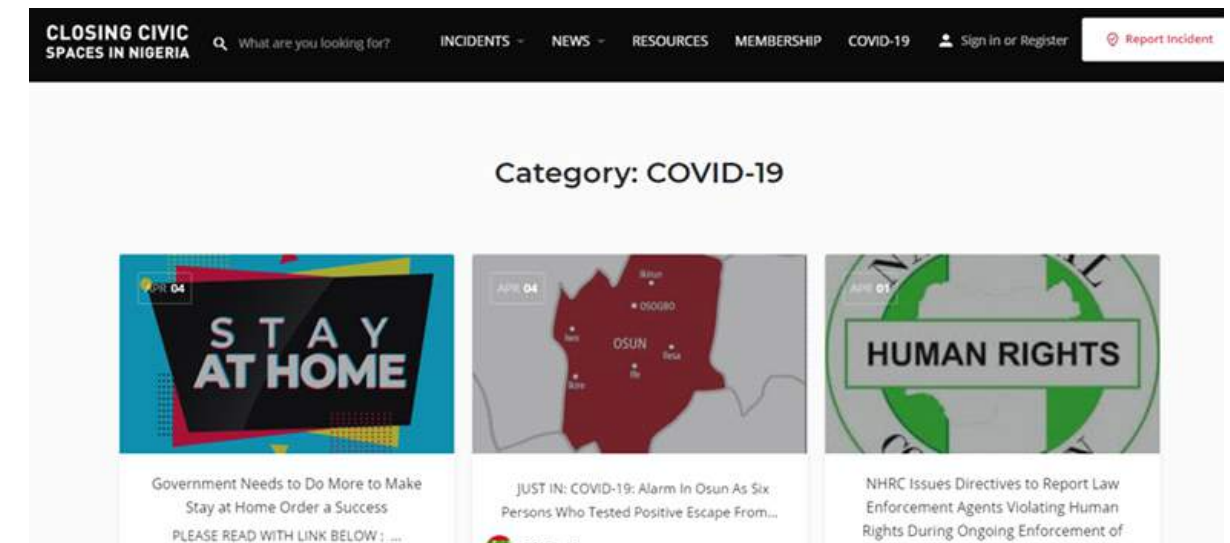 CLOSING CIVIC
SPACES IN NIGERIA
What are you looking for?
INCIDENTS
NEWS
RESOURCES
MEMBERSHIP
COVID-19
Sign in or Register
Report Incident
Category: COVID-19
APR 04
STAY
AT HOME
Government Needs to Do More to Make
Stay at Home Order a Success
PLEASE READ WITH LINK BELOW : ...
APR 04
Ikirun
OSOGBO
Iwo
OSUN
Ilesa
Ife
Ikire
JUST IN: COVID-19: Alarm In Osun As Six
Persons Who Tested Positive Escape From...
APR 01
HUMAN RIGHTS
NHRC Issues Directives to Report Law
Enforcement Agents Violating Human
Rights During Ongoing Enforcement of